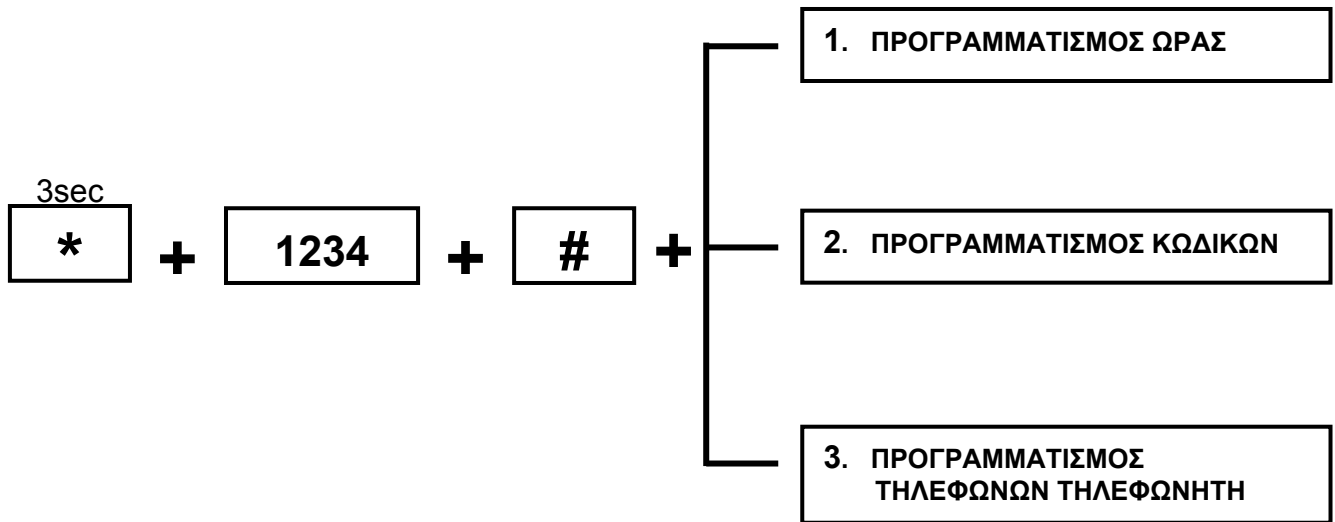 1. ΠΡΟΓΡΑΜΜΑΤΙΣΜΟΣ ΩΡΑΣ
3sec
* + 1234 + # +
2. ΠΡΟΓΡΑΜΜΑΤΙΣΜΟΣ ΚΩΔΙΚΩΝ
3. ΠΡΟΓΡΑΜΜΑΤΙΣΜΟΣ
ΤΗΛΕΦΩΝΩΝ ΤΗΛΕΦΩΝΗΤΗ